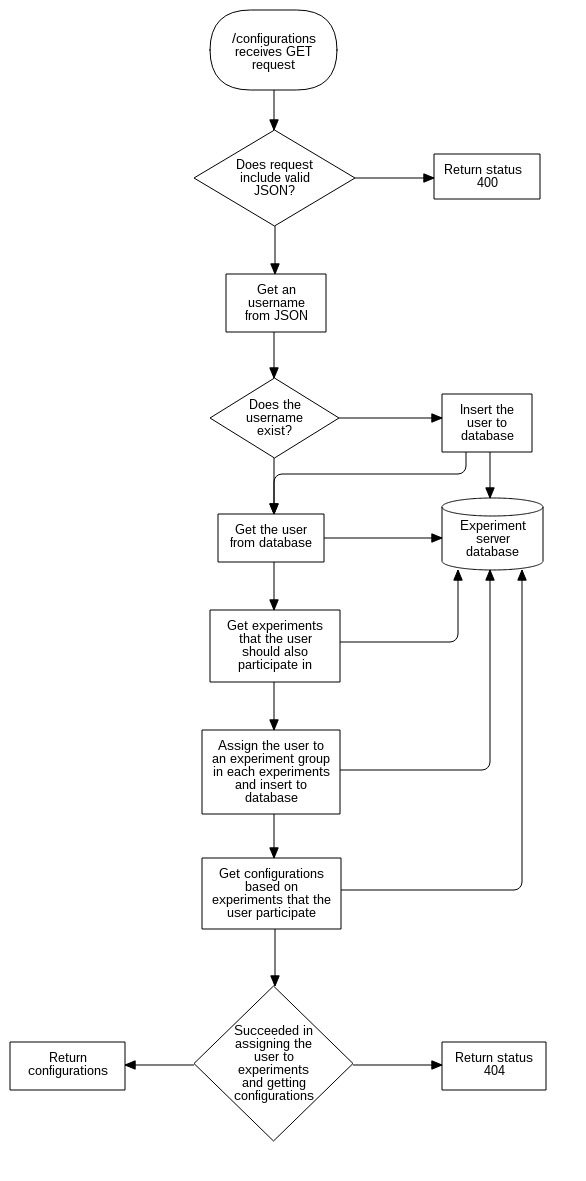 /configurations
receives GET
request
Does request
include valid
JSON?
Return status
400
Get an
username
from JSON
Does the
username
exist?
Insert the
user to
database
Get the user
from database
Experiment
server
database
Get experiments
that the user
should also
participate in
Assign the user to
an experiment group
in each experiments
and insert to
database
Get configurations
based on
experiments that the
user participate
Succeeded in
assigning the
user to
experiments
and getting
configurations
Return
configurations
Return status
404